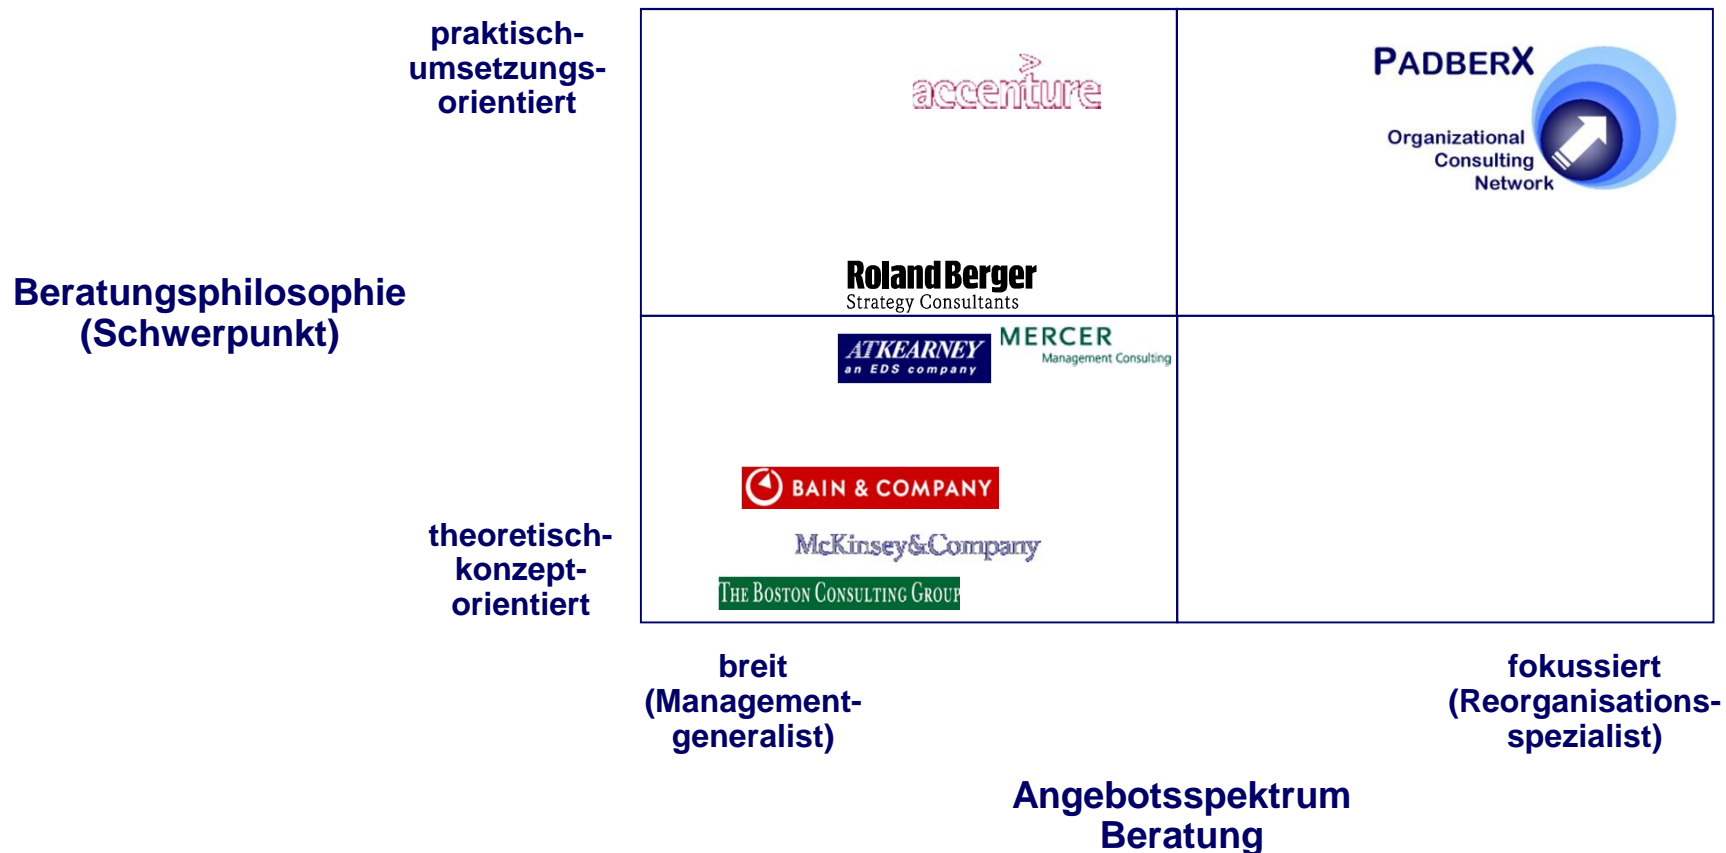 praktisch-
umsetzungs-
orientiert
accenture
PADBERX
Organizational
Consulting
Network
Beratungsphilosophie
(Schwerpunkt)
Roland Berger
Strategy Consultants
ATKEARNEY
an EDS company
MERCER
Management Consulting
BAIN & COMPANY
theoretisch-
konzept-
orientiert
McKinsey&Company
THE BOSTON CONSULTING GROUP
breit
(Management-
generalist)
fokussiert
(Reorganisations-
spezialist)
Angebotsspektrum
Beratung